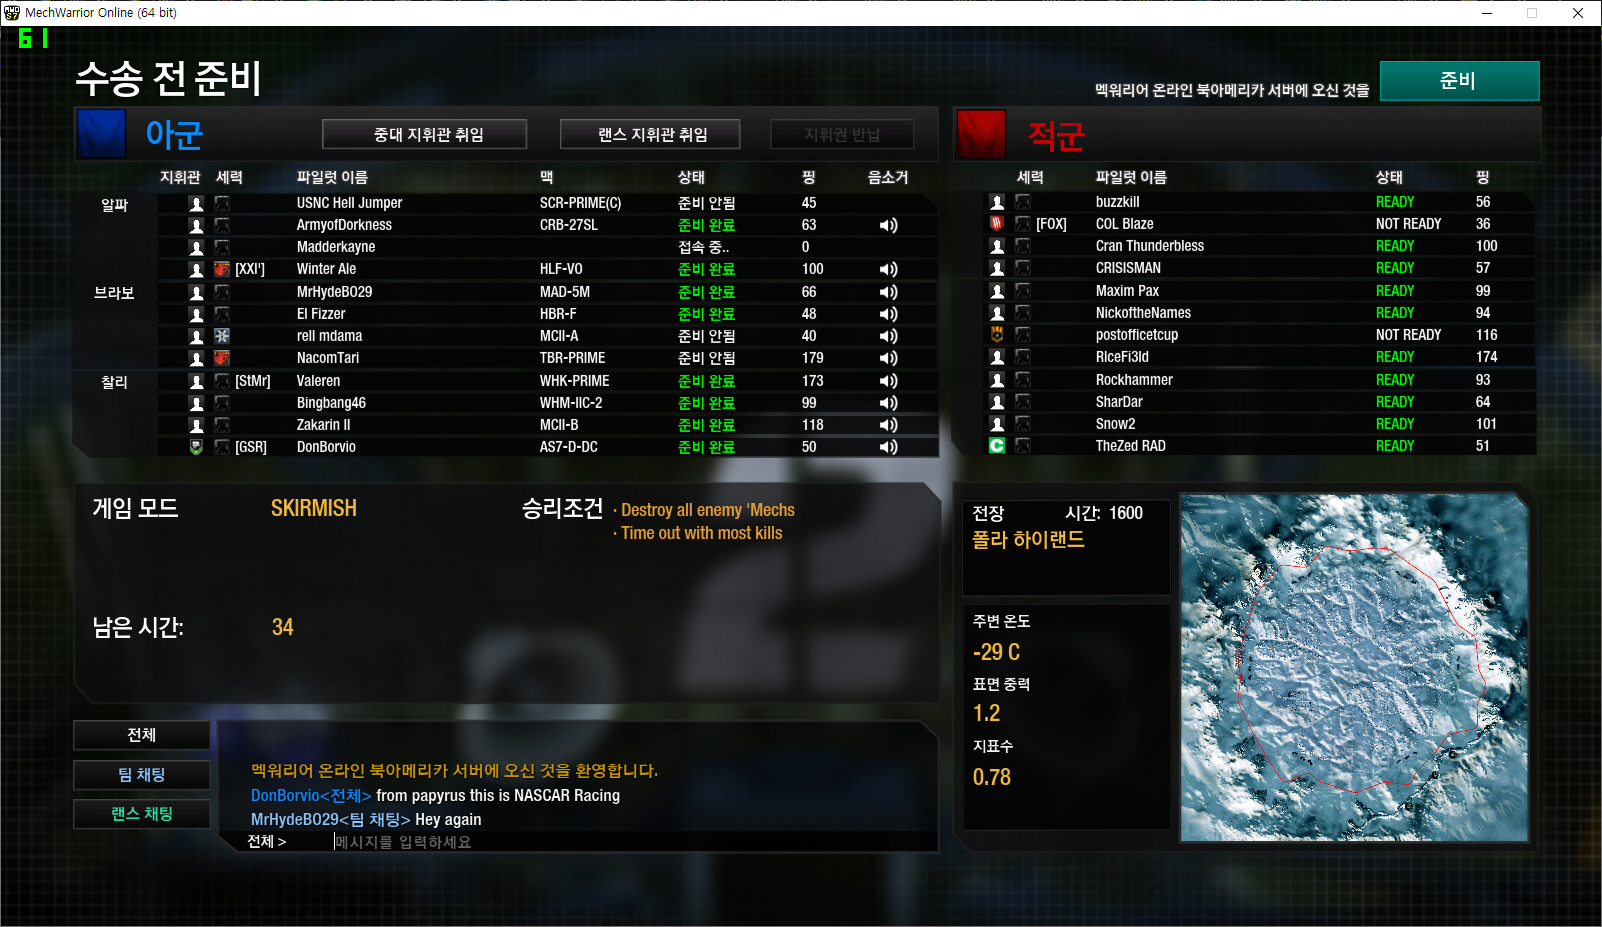 MechWarrior Online (64 bit)
61
수송 전 준비
멕워리어 온라인 북아메리카 서버에 오신 것을
준비
아군
중대 지휘관 취임
랜스 지휘관 취임
지휘권 반납
적군
지휘관 세력 파일럿 이름 맥 상태 핑 음소거
알파
USNC Hell Jumper SCR-PRIME(C) 준비 안됨 45
ArmyofDorkness CRB-27SL 준비 완료 63
Madderkayne 접속 중.. 0
[XXI'] Winter Ale HLF-VO 준비 완료 100
브라보
MrHydeBO29 MAD-5M 준비 완료 66
El Fizzer HBR-F 준비 완료 48
rell mdama MCII-A 준비 안됨 40
NacomTari TBR-PRIME 준비 안됨 179
찰리
[StMr] Valeren WHK-PRIME 준비 완료 173
Bingbang46 WHM-IIC-2 준비 완료 99
Zakarin II MCII-B 준비 완료 118
[GSR] DonBorvio AS7-D-DC 준비 완료 50
세력 파일럿 이름 상태 핑
buzzkill READY 56
[FOX] COL Blaze NOT READY 36
Cran Thunderbless READY 100
CRISISMAN READY 57
Maxim Pax READY 99
NickoftheNames READY 94
postofficetcup NOT READY 116
RIceFi3ld READY 174
Rockhammer READY 93
SharDar READY 64
Snow2 READY 101
TheZed RAD READY 51
게임 모드 SKIRMISH
승리조건 · Destroy all enemy 'Mechs
· Time out with most kills
남은 시간: 34
전장 시간: 1600
폴라 하이랜드
주변 온도
-29 C
표면 중력
1.2
지표수
0.78
전체
팀 채팅
랜스 채팅
멕워리어 온라인 북아메리카 서버에 오신 것을 환영합니다.
DonBorvio<전체> from papyrus this is NASCAR Racing
MrHydeBO29<팀 채팅> Hey again
전체 > 메시지를 입력하세요